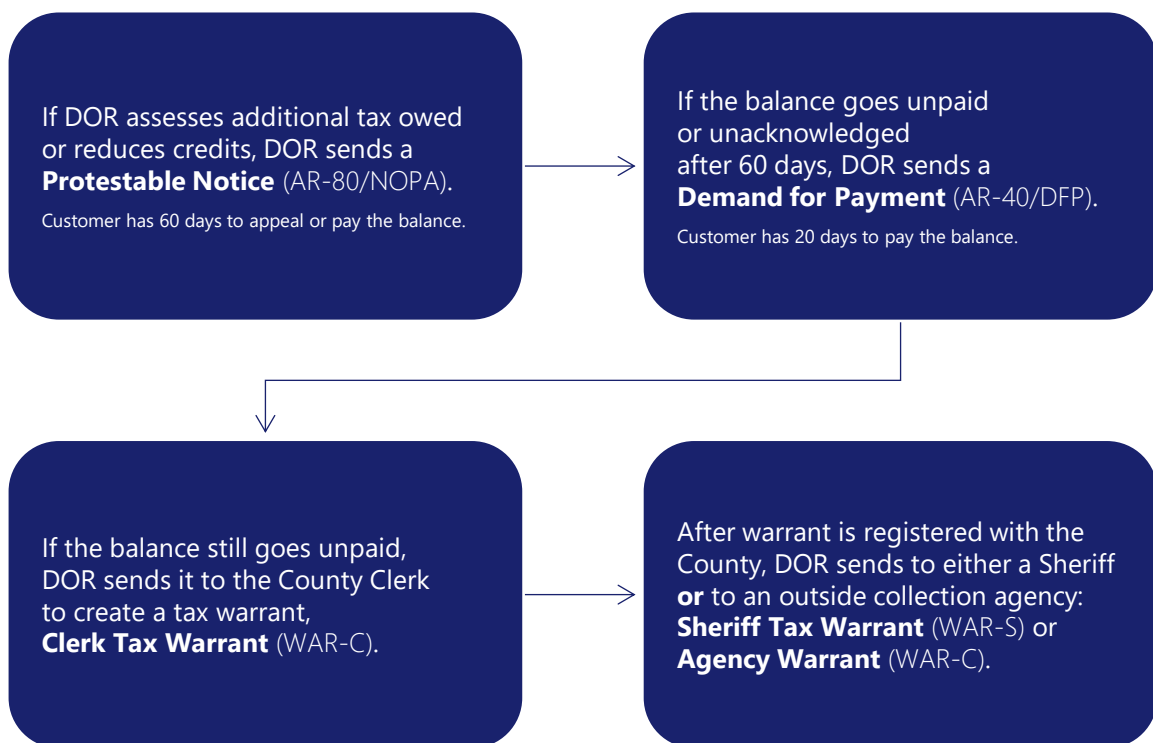 If DOR assesses additional tax owed
or reduces credits, DOR sends a
Protestable Notice (AR-80/NOPA).
Customer has 60 days to appeal or pay the balance.
If the balance goes unpaid
or unacknowledged
after 60 days, DOR sends a
Demand for Payment (AR-40/DFP).
Customer has 20 days to pay the balance.
If the balance still goes unpaid,
DOR sends it to the County Clerk
to create a tax warrant,
Clerk Tax Warrant (WAR-C).
After warrant is registered with the
County, DOR sends to either a Sheriff
or to an outside collection agency:
Sheriff Tax Warrant (WAR-S) or
Agency Warrant (WAR-C).